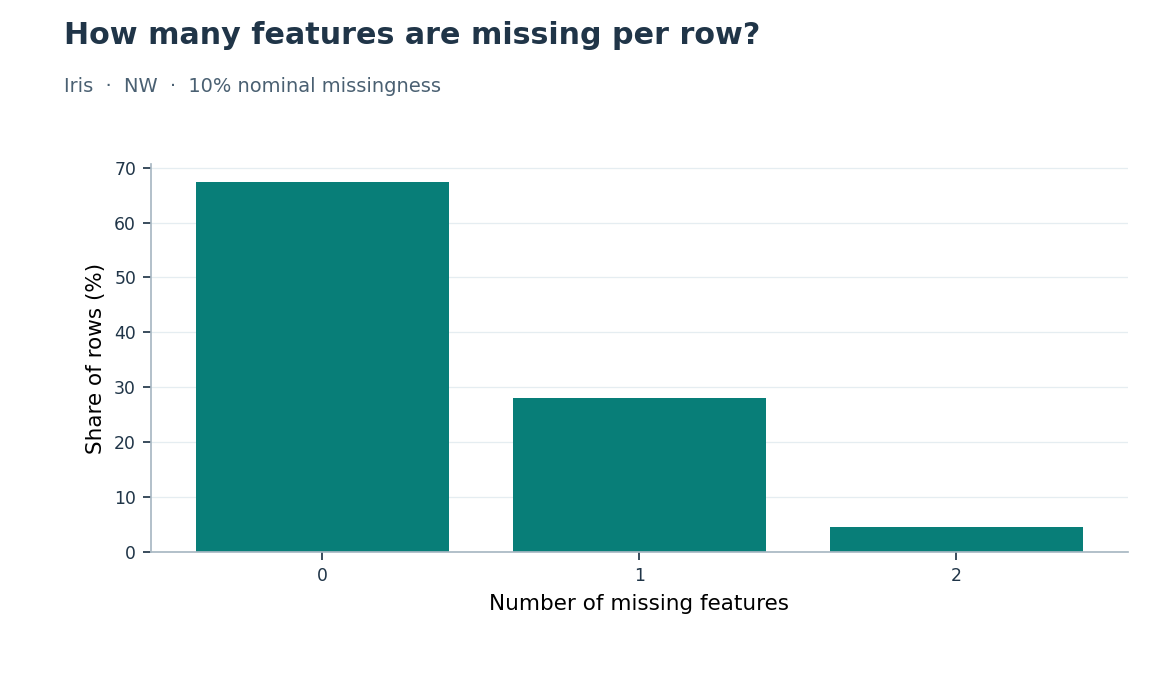 How many features are missing per row?
Iris · NW · 10% nominal missingness
70
60
50
40
30
20
10
0
Share of rows (%)
0 1 2
Number of missing features